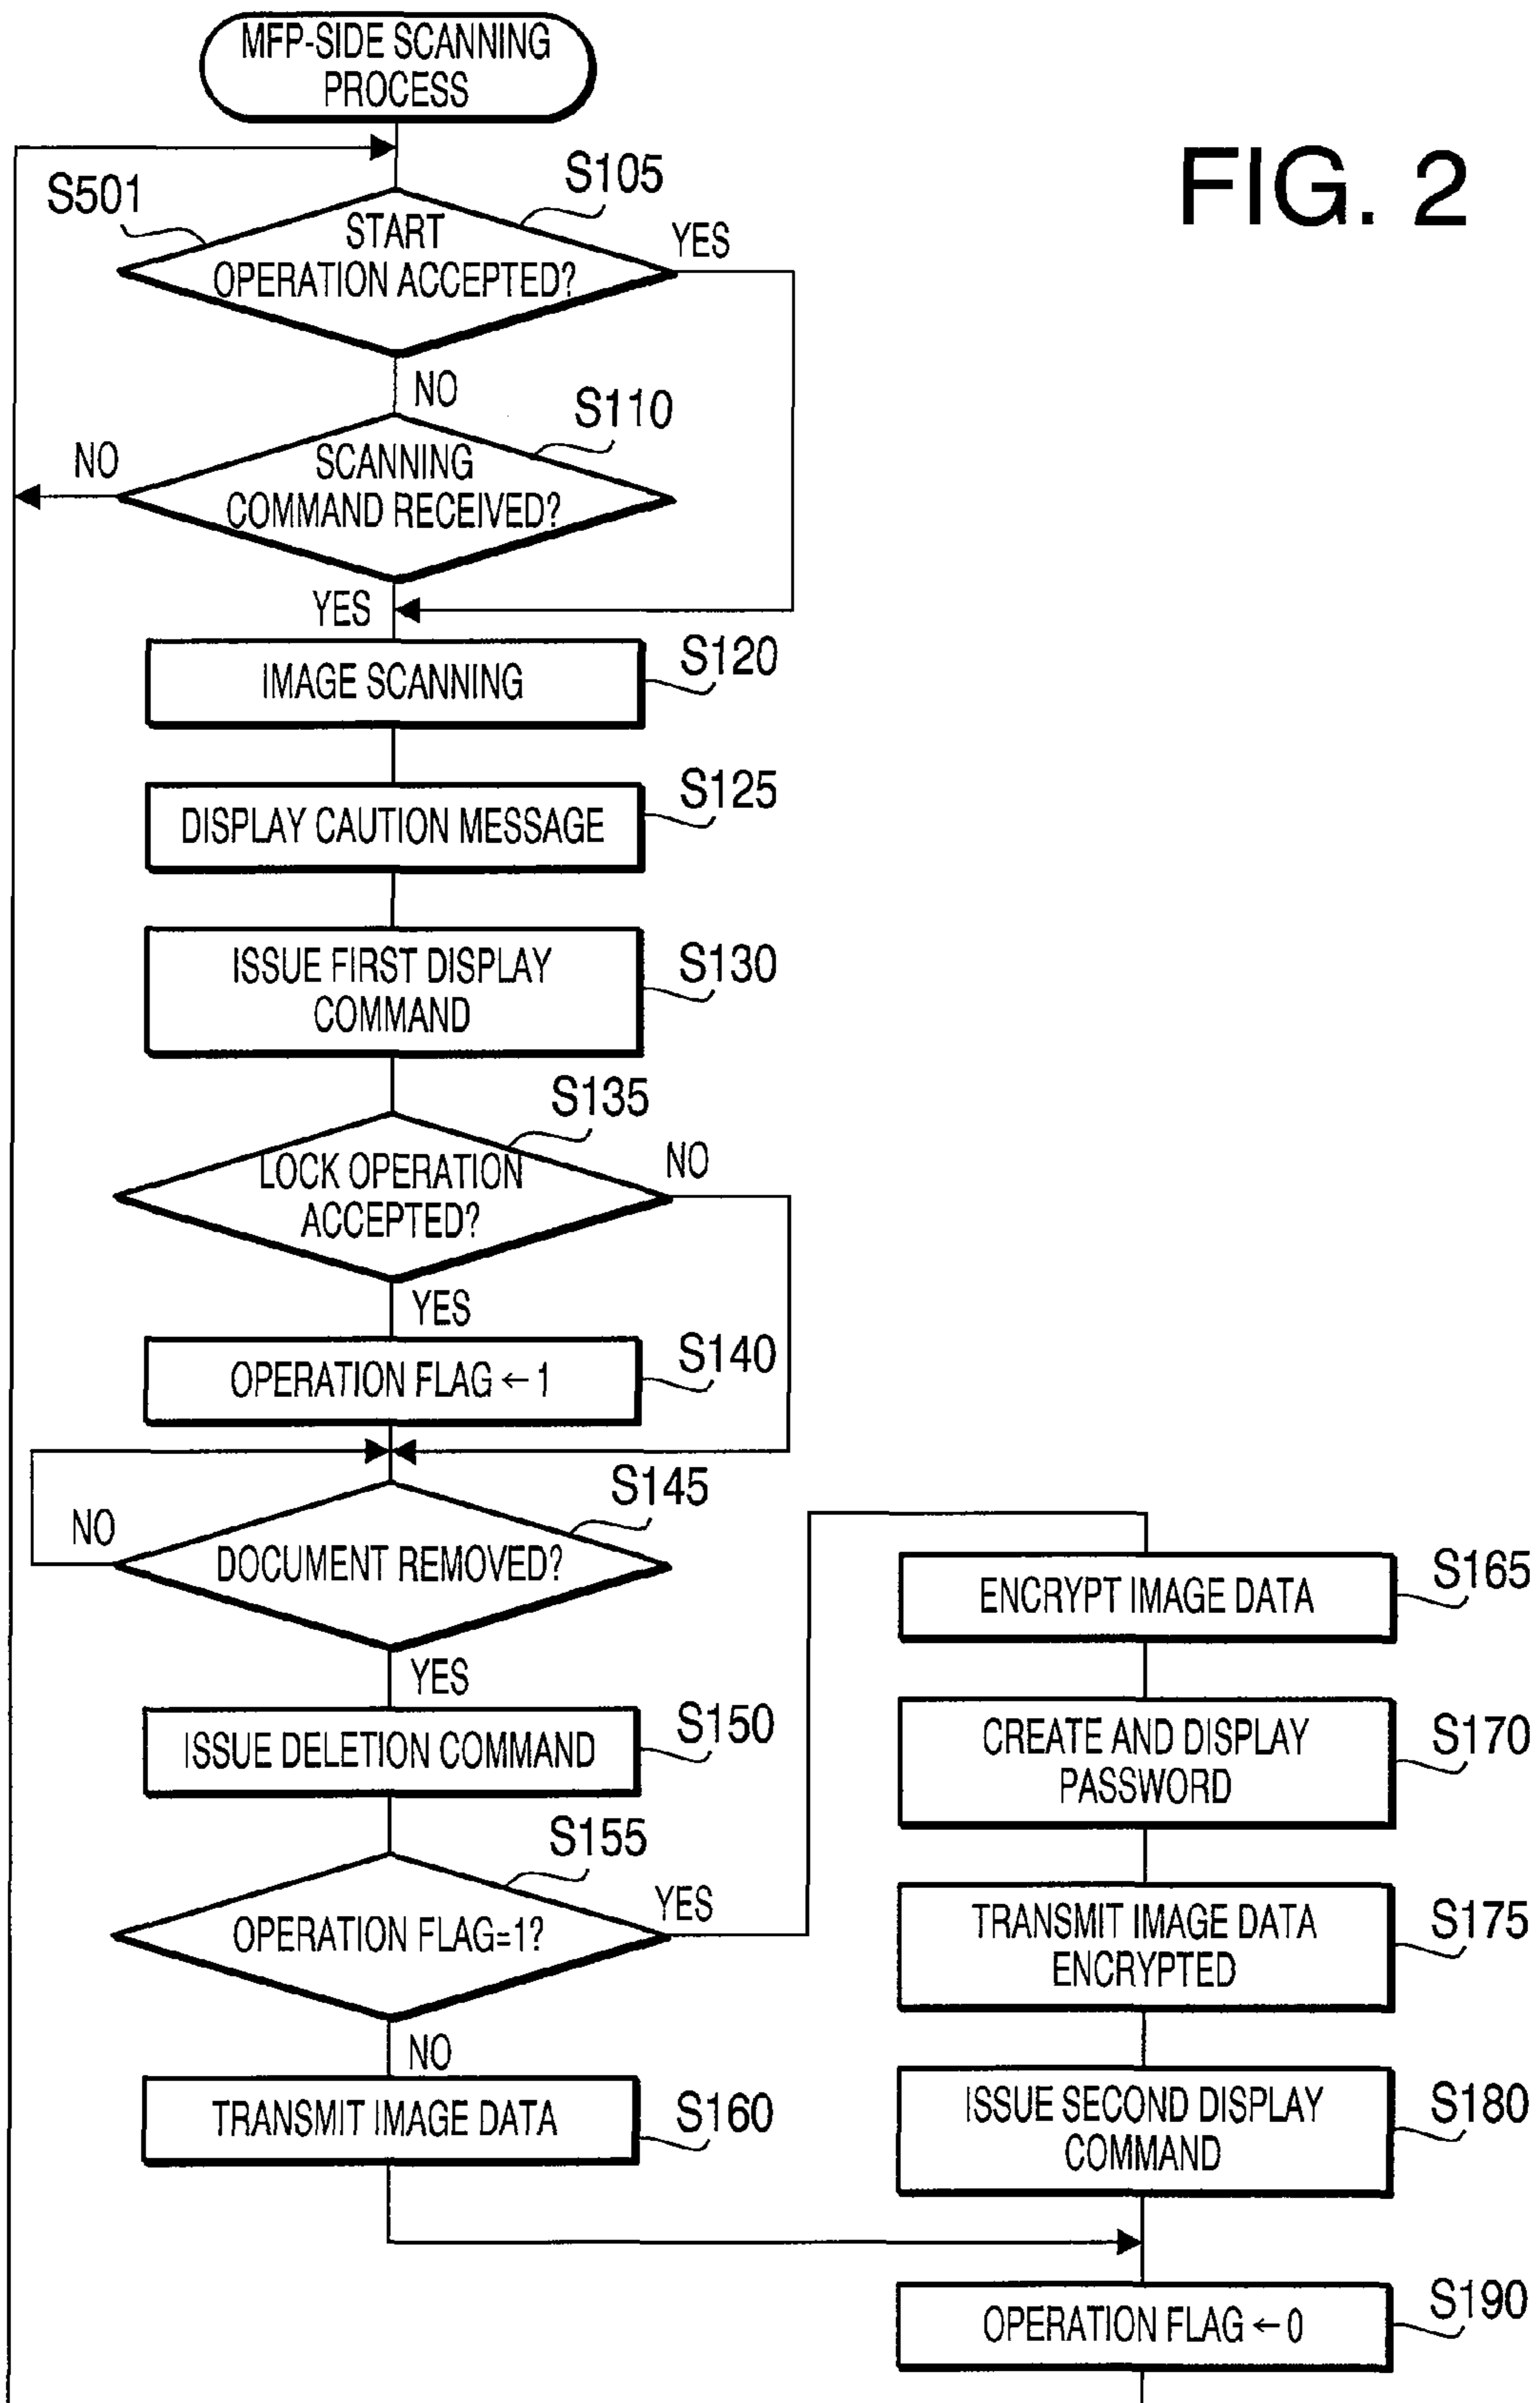 MFP-SIDE SCANNING
PROCESS
FIG. 2
S501
S105
START
OPERATION ACCEPTED?
YES
NO
S110
SCANNING
COMMAND RECEIVED?
NO
YES
IMAGE SCANNING
S120
DISPLAY CAUTION MESSAGE
S125
ISSUE FIRST DISPLAY
COMMAND
S130
S135
LOCK OPERATION
ACCEPTED?
NO
YES
OPERATION FLAG ← 1
S140
S145
DOCUMENT REMOVED?
NO
YES
ISSUE DELETION COMMAND
S150
S155
OPERATION FLAG=1?
YES
NO
TRANSMIT IMAGE DATA
S160
ENCRYPT IMAGE DATA
S165
CREATE AND DISPLAY
PASSWORD
S170
TRANSMIT IMAGE DATA
ENCRYPTED
S175
ISSUE SECOND DISPLAY
COMMAND
S180
OPERATION FLAG ← 0
S190